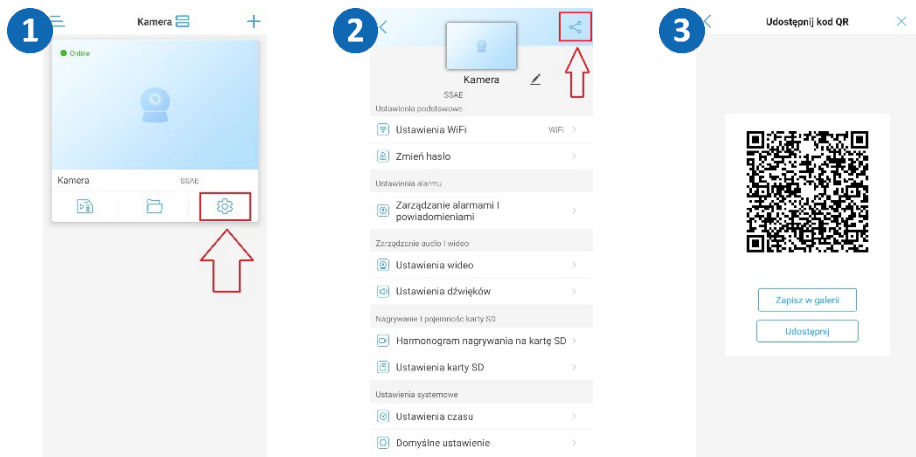 1
Kamera
Online
Kamera SSAE
2
Kamera
SSAE
Ustawienia podstawowe
Ustawienia WiFi WiFi
Zmień hasło
Ustawienia alarmu
Zarządzanie alarmami I
powiadomieniami
Zarządzanie audio I wideo
Ustawienia wideo
Ustawienia dźwięków
Nagrywanie I pojemnośc karty SD
Harmonogram nagrywania na kartę SD
Ustawienia karty SD
Ustawienia systemowe
Ustawienia czasu
Domyślne ustawienie
3
Udostępnij kod QR
Zapisz w galerii
Udostępnij